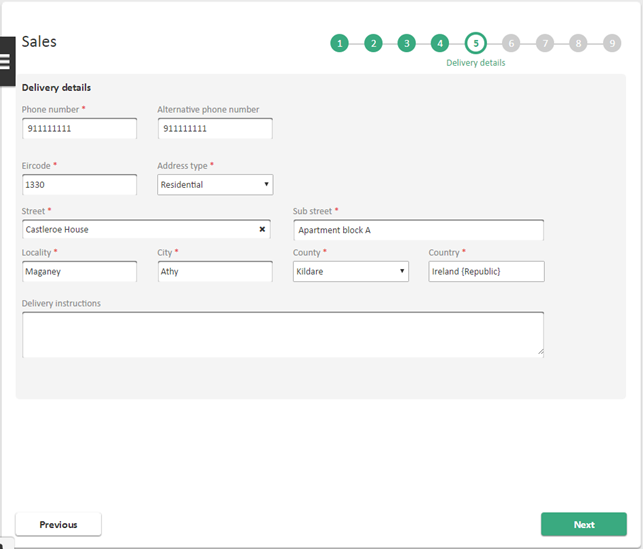 Sales
1 2 3 4 5 6 7 8 9
Delivery details
Delivery details
Phone number * Alternative phone number
911111111 911111111
Eircode * Address type *
1330 Residential
Street * Sub street *
Castleroe House Apartment block A
Locality * City * County * Country *
Maganey Athy Kildare Ireland {Republic}
Delivery instructions
Previous Next